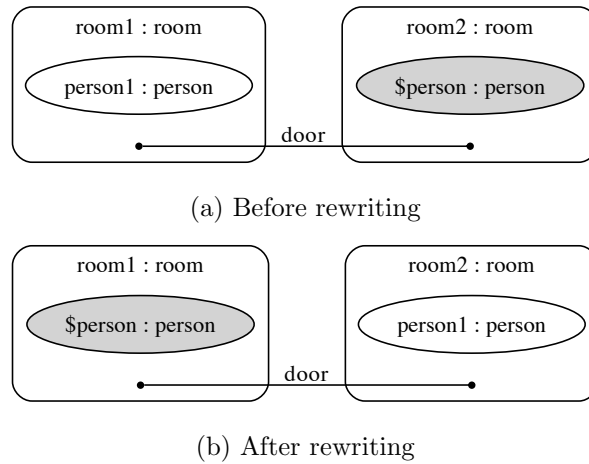 room1 : room room2 : room
person1 : person $person : person
door
(a) Before rewriting
room1 : room room2 : room
$person : person person1 : person
door
(b) After rewriting